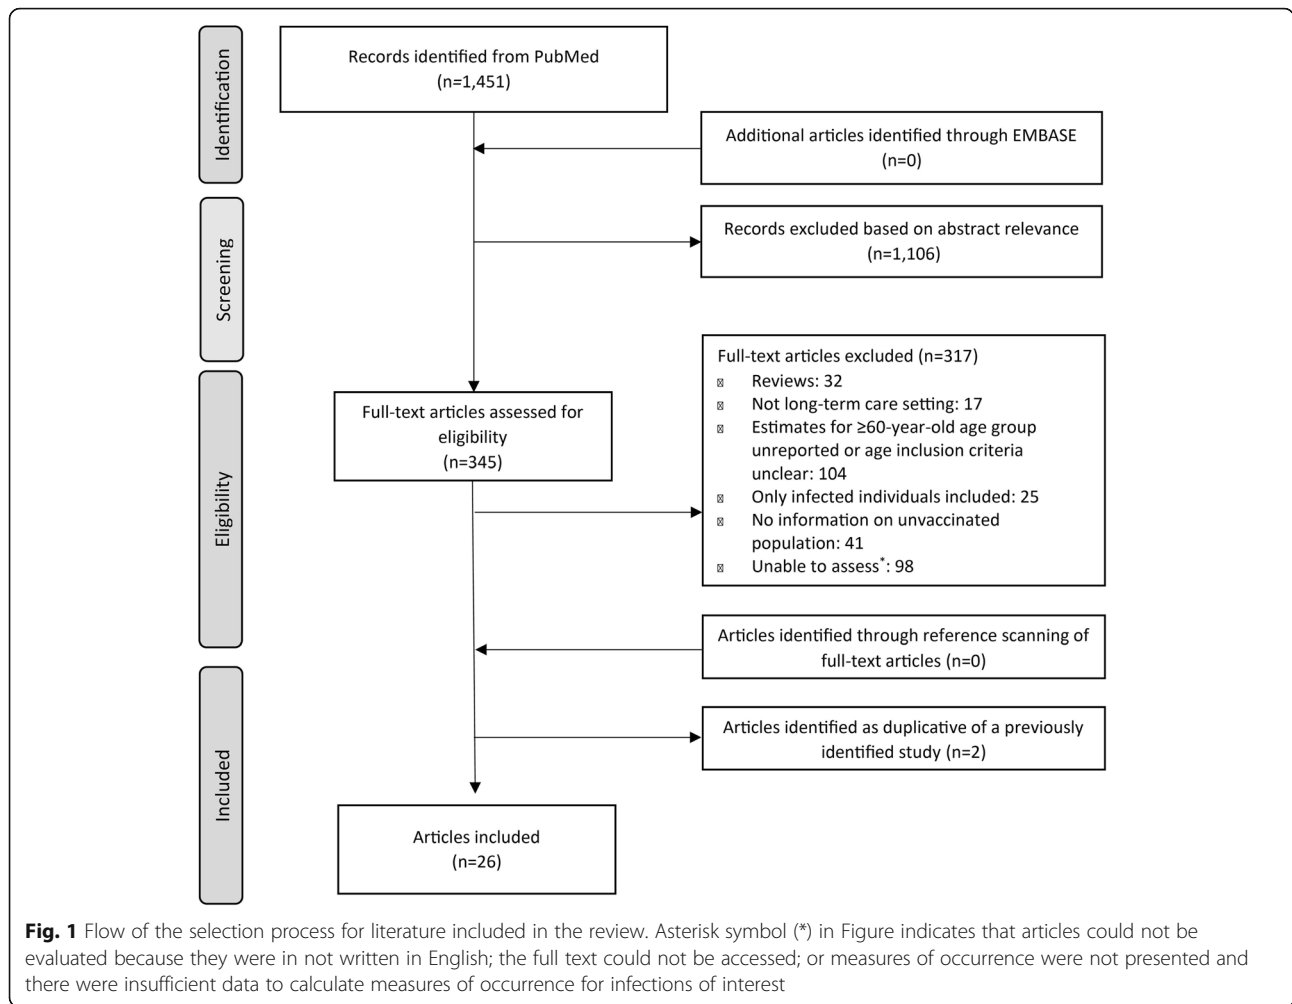 Identification
Records identified from PubMed
(n=1,451)
Additional articles identified through EMBASE
(n=0)
Screening
Records excluded based on abstract relevance
(n=1,106)
Eligibility
Full-text articles assessed for
eligibility
(n=345)
Full-text articles excluded (n=317)
Reviews: 32
Not long-term care setting: 17
Estimates for ≥60-year-old age group
unreported or age inclusion criteria
unclear: 104
Only infected individuals included: 25
No information on unvaccinated
population: 41
Unable to assess*: 98
Articles identified through reference scanning of
full-text articles (n=0)
Included
Articles identified as duplicative of a previously
identified study (n=2)
Articles included
(n=26)
Fig. 1 Flow of the selection process for literature included in the review. Asterisk symbol (*) in Figure indicates that articles could not be
evaluated because they were in not written in English; the full text could not be accessed; or measures of occurrence were not presented and
there were insufficient data to calculate measures of occurrence for infections of interest